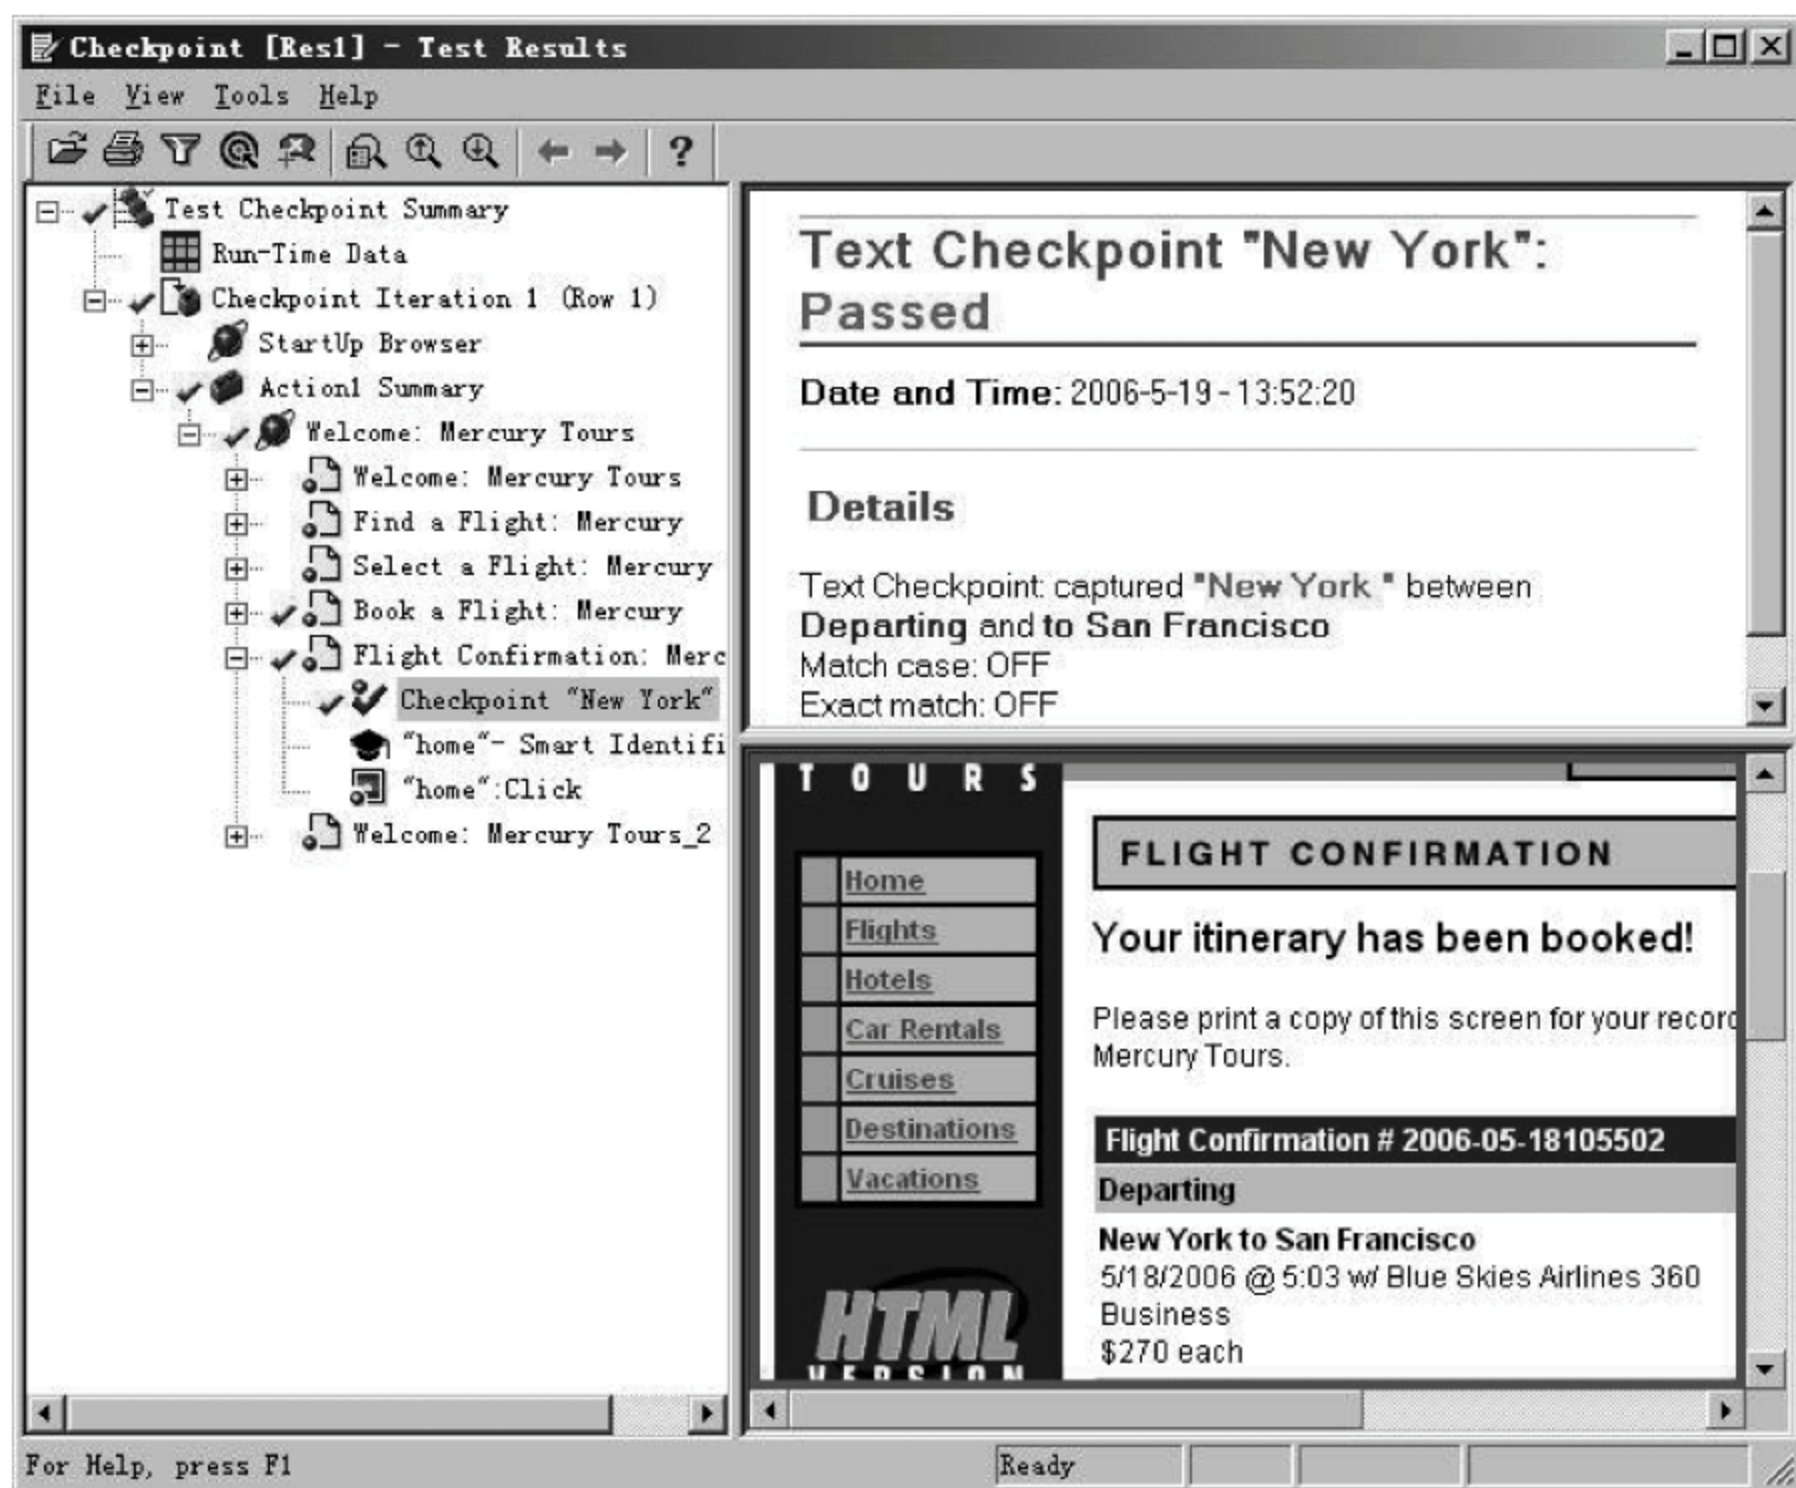 Checkpoint [Res1] - Test Results
File View Tools Help
Test Checkpoint Summary
Run-Time Data
Checkpoint Iteration 1 (Row 1)
StartUp Browser
Action1 Summary
Welcome: Mercury Tours
Welcome: Mercury Tours
Find a Flight: Mercury
Select a Flight: Mercury
Book a Flight: Mercury
Flight Confirmation: Merc
Checkpoint "New York"
"home"- Smart Identifi
"home":Click
Welcome: Mercury Tours_2
Text Checkpoint "New York":
Passed
Date and Time: 2006-5-19 - 13:52:20
Details
Text Checkpoint: captured "New York " between
Departing and to San Francisco
Match case: OFF
Exact match: OFF
TOURS
Home
Flights
Hotels
Car Rentals
Cruises
Destinations
Vacations
HTML
VERSION
FLIGHT CONFIRMATION
Your itinerary has been booked!
Please print a copy of this screen for your record
Mercury Tours.
Flight Confirmation # 2006-05-18105502
Departing
New York to San Francisco
5/18/2006 @ 5:03 w/ Blue Skies Airlines 360
Business
$270 each
For Help, press F1
Ready